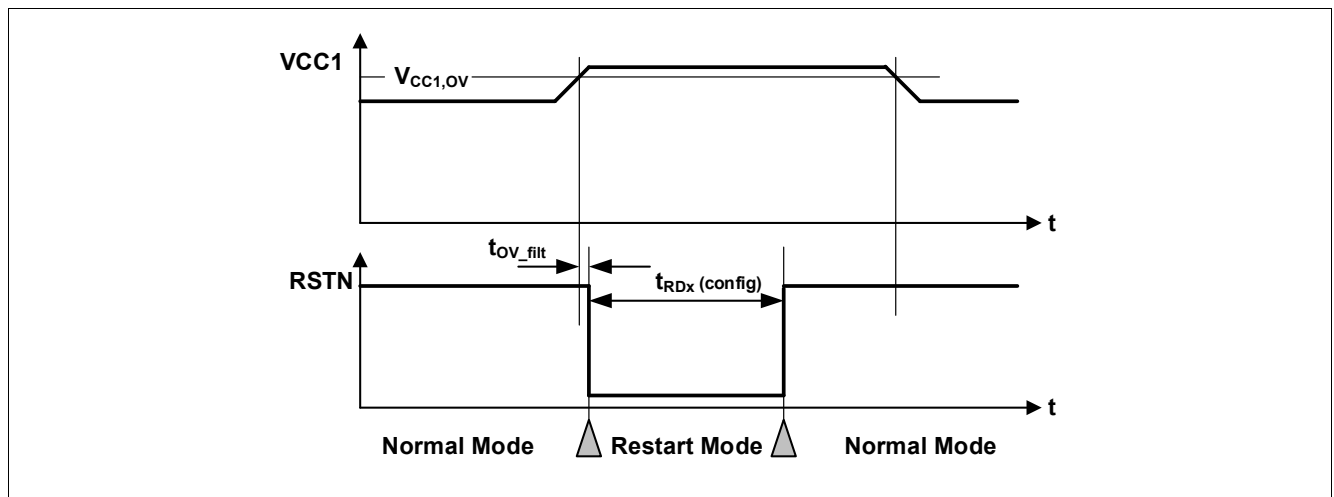 VCC1
VCC1,OV
t
tOV_filt
RSTN
tRDx (config)
t
Normal Mode
Restart Mode
Normal Mode